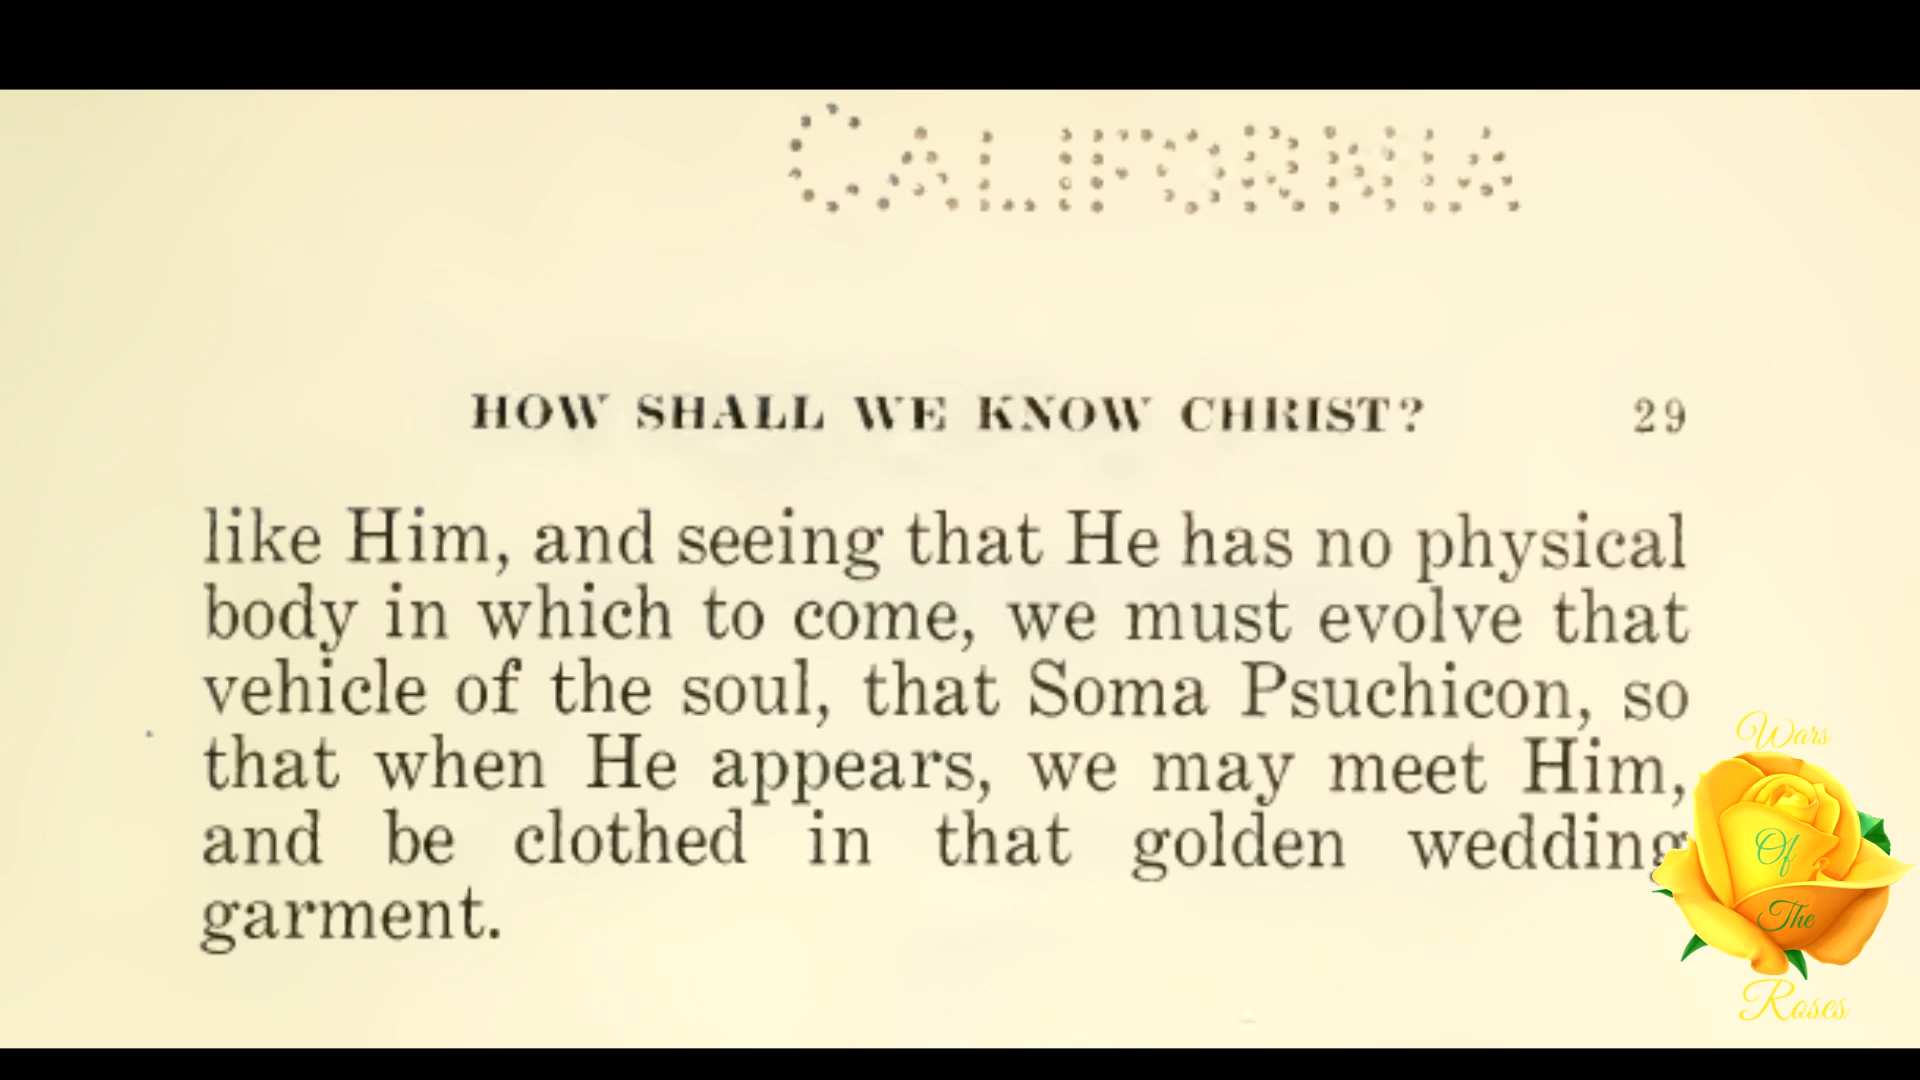 CALIFORNIA
HOW SHALL WE KNOW CHRIST? 29
like Him, and seeing that He has no physical
body in which to come, we must evolve that
vehicle of the soul, that Soma Psuchicon, so
that when He appears, we may meet Him,
and be clothed in that golden wedding
garment.
Wars
Of
The
Roses